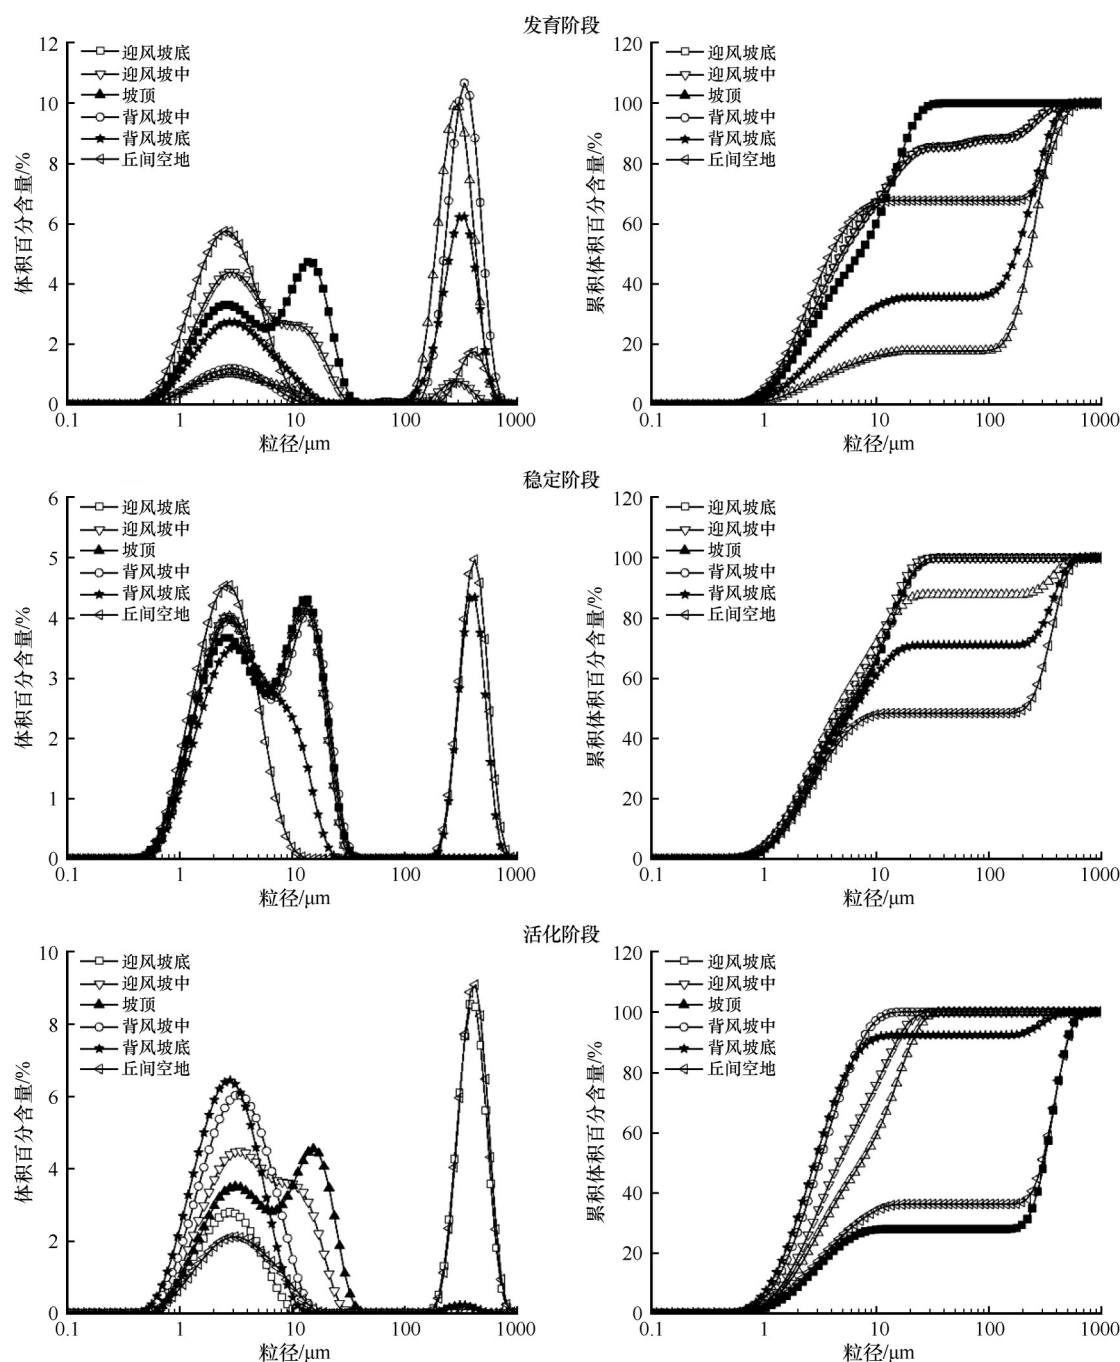 发育阶段
12
10
8
6
4
2
0
体积百分含量/%
迎风坡底
迎风坡中
坡顶
背风坡中
背风坡底
丘间空地
0.1 1 10 100 1000
粒径/μm
120
100
80
60
40
20
0
累积体积百分含量/%
迎风坡底
迎风坡中
坡顶
背风坡中
背风坡底
丘间空地
0.1 1 10 100 1000
粒径/μm
稳定阶段
6
5
4
3
2
1
0
体积百分含量/%
迎风坡底
迎风坡中
坡顶
背风坡中
背风坡底
丘间空地
0.1 1 10 100 1000
粒径/μm
120
100
80
60
40
20
0
累积体积百分含量/%
迎风坡底
迎风坡中
坡顶
背风坡中
背风坡底
丘间空地
0.1 1 10 100 1000
粒径/μm
活化阶段
10
8
6
4
2
0
体积百分含量/%
迎风坡底
迎风坡中
坡顶
背风坡中
背风坡底
丘间空地
0.1 1 10 100 1000
粒径/μm
120
100
80
60
40
20
0
累积体积百分含量/%
迎风坡底
迎风坡中
坡顶
背风坡中
背风坡底
丘间空地
0.1 1 10 100 1000
粒径/μm